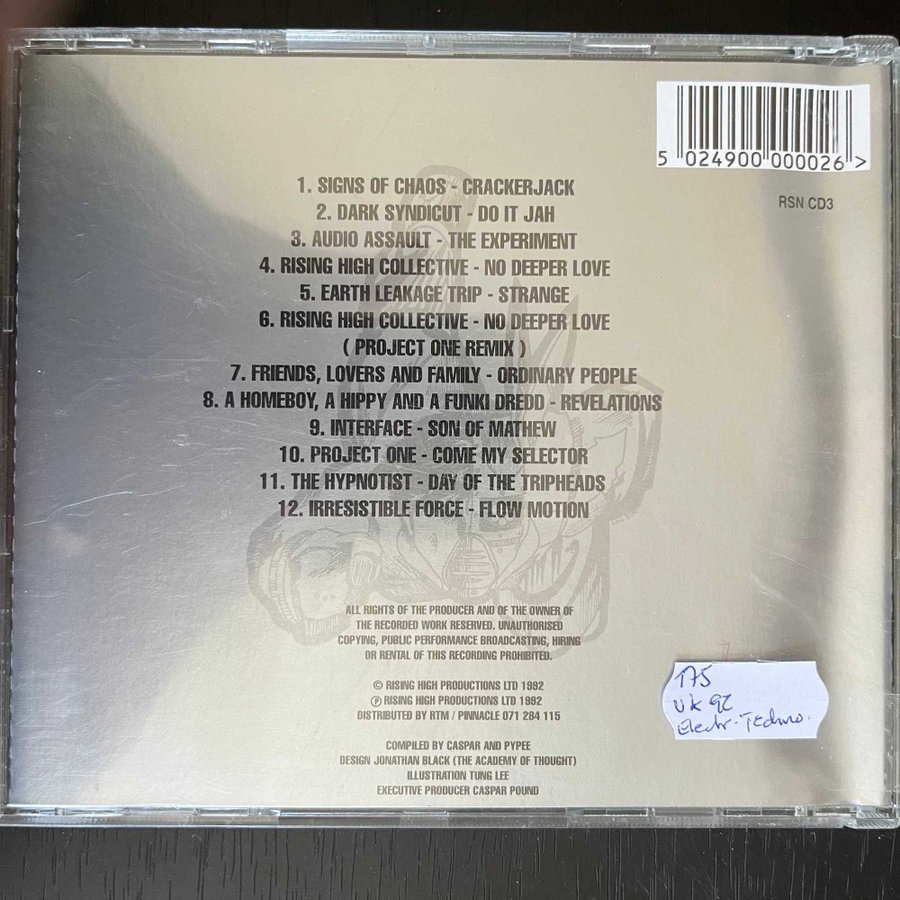 5 024900 000026 >
RSN CD3
1. SIGNS OF CHAOS - CRACKERJACK
2. DARK SYNDICUT - DO IT JAH
3. AUDIO ASSAULT - THE EXPERIMENT
4. RISING HIGH COLLECTIVE - NO DEEPER LOVE
5. EARTH LEAKAGE TRIP - STRANGE
6. RISING HIGH COLLECTIVE - NO DEEPER LOVE
( PROJECT ONE REMIX )
7. FRIENDS, LOVERS AND FAMILY - ORDINARY PEOPLE
8. A HOMEBOY, A HIPPY AND A FUNKI DREDD - REVELATIONS
9. INTERFACE - SON OF MATHEW
10. PROJECT ONE - COME MY SELECTOR
11. THE HYPNOTIST - DAY OF THE TRIPHEADS
12. IRRESISTIBLE FORCE - FLOW MOTION
ALL RIGHTS OF THE PRODUCER AND OF THE OWNER OF
THE RECORDED WORK RESERVED. UNAUTHORISED
COPYING, PUBLIC PERFORMANCE BROADCASTING, HIRING
OR RENTAL OF THIS RECORDING PROHIBITED.
© RISING HIGH PRODUCTIONS LTD 1992
℗ RISING HIGH PRODUCTIONS LTD 1992
DISTRIBUTED BY RTM / PINNACLE 071 284 115
COMPILED BY CASPAR AND PYPEE
DESIGN JONATHAN BLACK (THE ACADEMY OF THOUGHT)
ILLUSTRATION TUNG LEE
EXECUTIVE PRODUCER CASPAR POUND
175
UK 92
Electr-Techno.